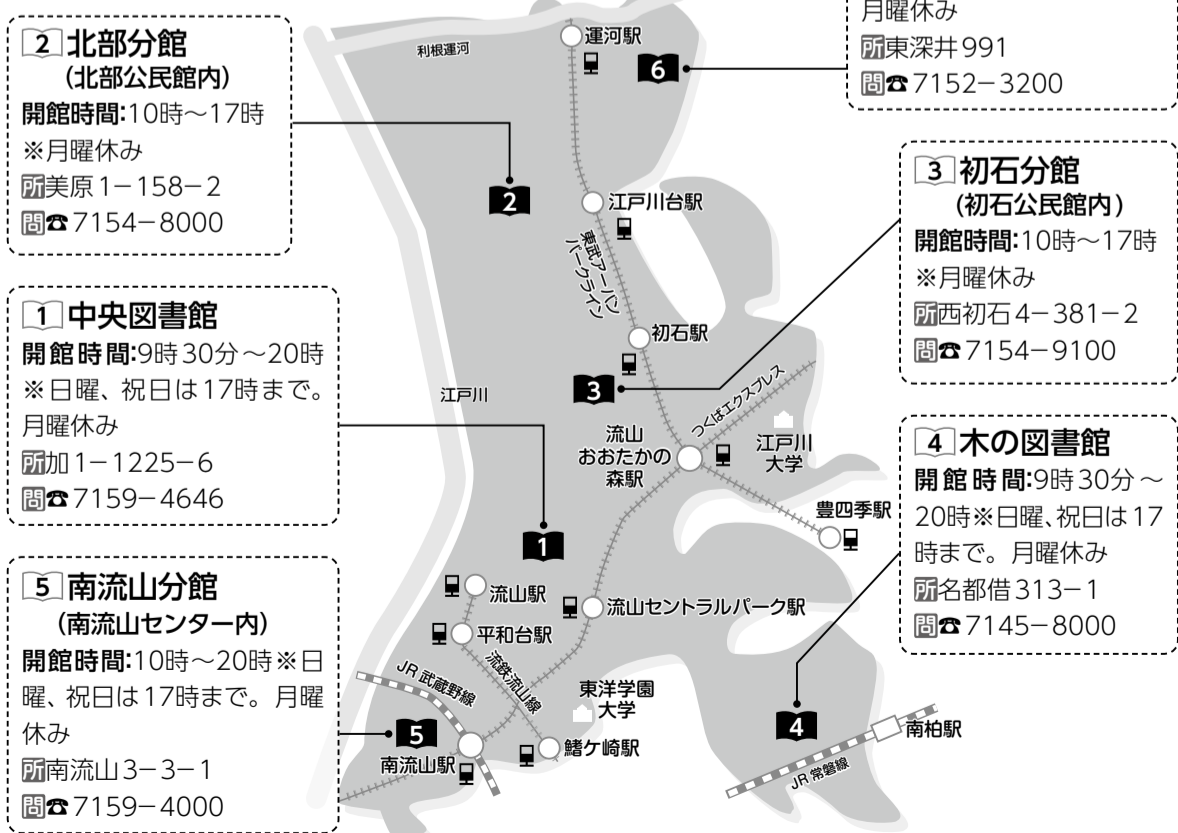 2 北部分館
(北部公民館内)
開館時間:10時～17時
※月曜休み
所美原1−158−2
問☎7154−8000
1 中央図書館
開館時間:9時30分～20時
※日曜、祝日は17時まで。
月曜休み
所加1−1225−6
問☎7159−4646
5 南流山分館
(南流山センター内)
開館時間:10時～20時※日
曜、祝日は17時まで。月曜
休み
所南流山3−3−1
問☎7159−4000
月曜休み
所東深井991
問☎7152−3200
3 初石分館
(初石公民館内)
開館時間:10時～17時
※月曜休み
所西初石4−381−2
問☎7154−9100
4 木の図書館
開館時間:9時30分～
20時※日曜、祝日は17
時まで。月曜休み
所名都借313−1
問☎7145−8000
利根運河
運河駅
6
2
江戸川台駅
東武アーバン
パークライン
初石駅
3
江戸川
つくばエクスプレス
流山
おおたかの
森駅
江戸川
大学
豊四季駅
1
流山駅
流山セントラルパーク駅
平和台駅
流鉄流山線
JR武蔵野線
東洋学園
大学
5
南流山駅
鰭ケ崎駅
4
南柏駅
JR常磐線